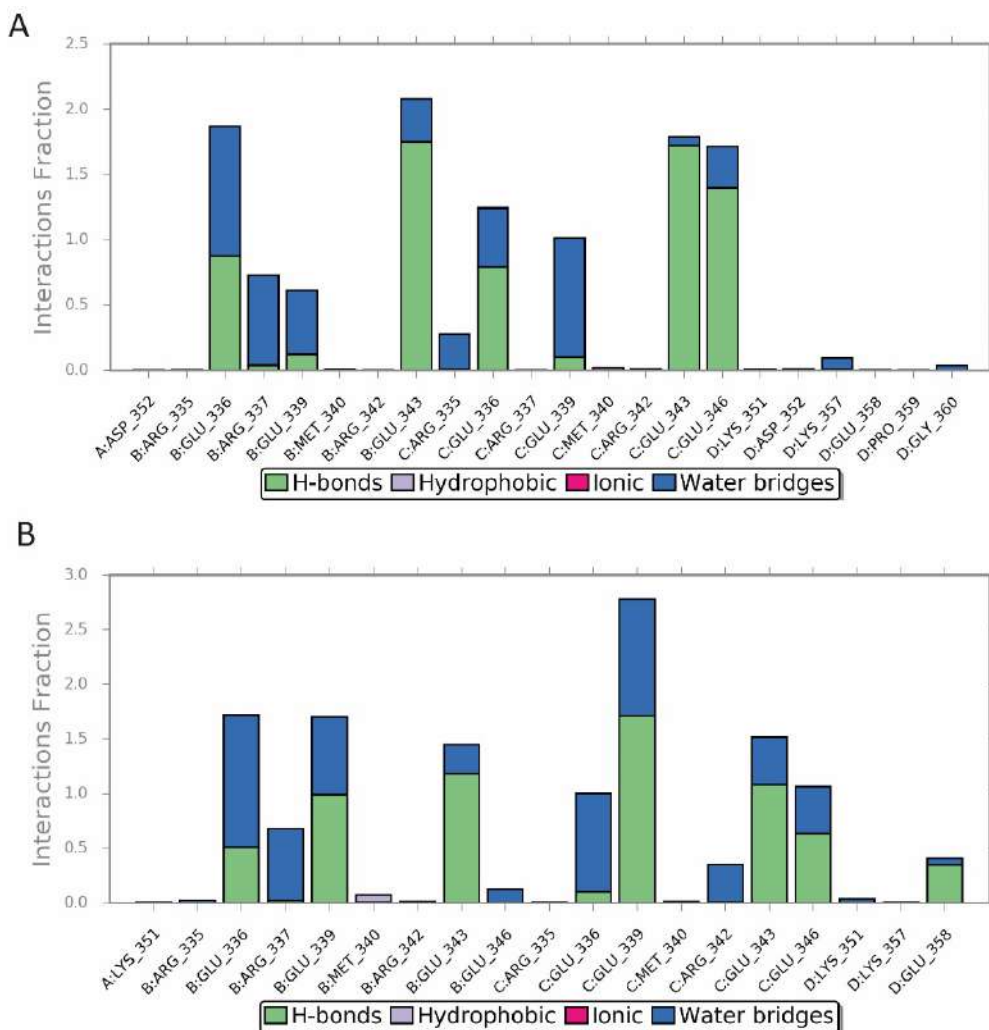 A
Interactions Fraction
2.5
2.0
1.5
1.0
0.5
0.0
A:ASP_352
B:ARG_335
B:GLU_336
B:ARG_337
B:GLU_339
B:MET_340
B:ARG_342
B:GLU_343
C:ARG_335
C:GLU_336
C:ARG_337
C:GLU_339
C:MET_340
C:ARG_342
C:GLU_343
C:GLU_346
D:LYS_351
D:ASP_352
D:LYS_357
D:GLU_358
D:PRO_359
D:GLY_360
H-bonds Hydrophobic Ionic Water bridges
B
Interactions Fraction
3.0
2.5
2.0
1.5
1.0
0.5
0.0
A:LYS_351
B:ARG_335
B:GLU_336
B:ARG_337
B:GLU_339
B:MET_340
B:ARG_342
B:GLU_343
B:GLU_346
C:ARG_335
C:GLU_336
C:GLU_339
C:MET_340
C:ARG_342
C:GLU_343
C:GLU_346
D:LYS_351
D:LYS_357
D:GLU_358
H-bonds Hydrophobic Ionic Water bridges